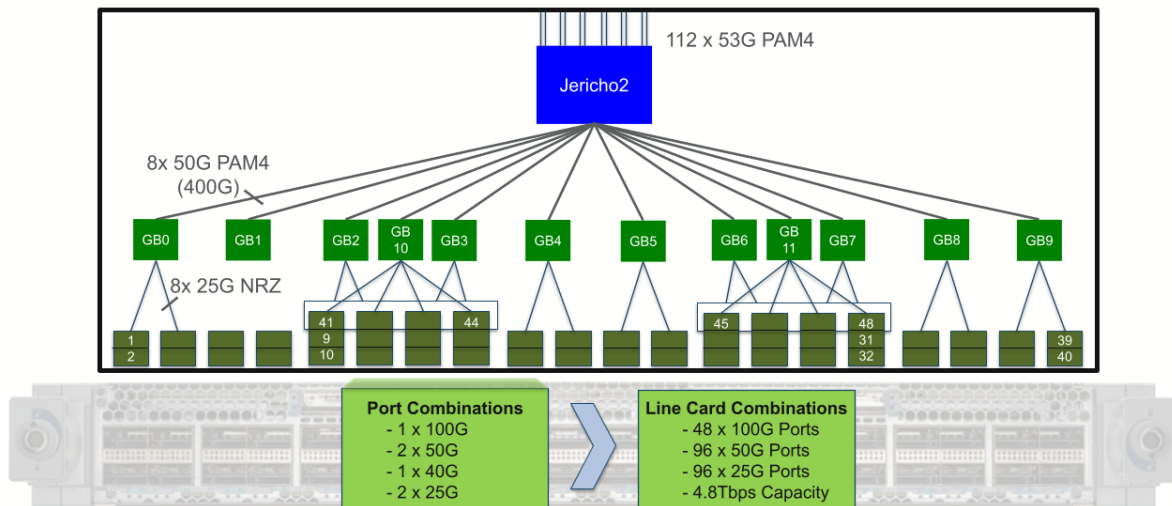 112 x 53G PAM4
Jericho2
8x 50G PAM4
(400G)
GB0
GB1
GB2
GB
10
GB3
GB4
GB5
GB6
GB
11
GB7
GB8
GB9
8x 25G NRZ
41
44
45
48
1
9
31
39
2
10
32
40
Port Combinations
- 1 x 100G
- 2 x 50G
- 1 x 40G
- 2 x 25G
Line Card Combinations
- 48 x 100G Ports
- 96 x 50G Ports
- 96 x 25G Ports
- 4.8Tbps Capacity